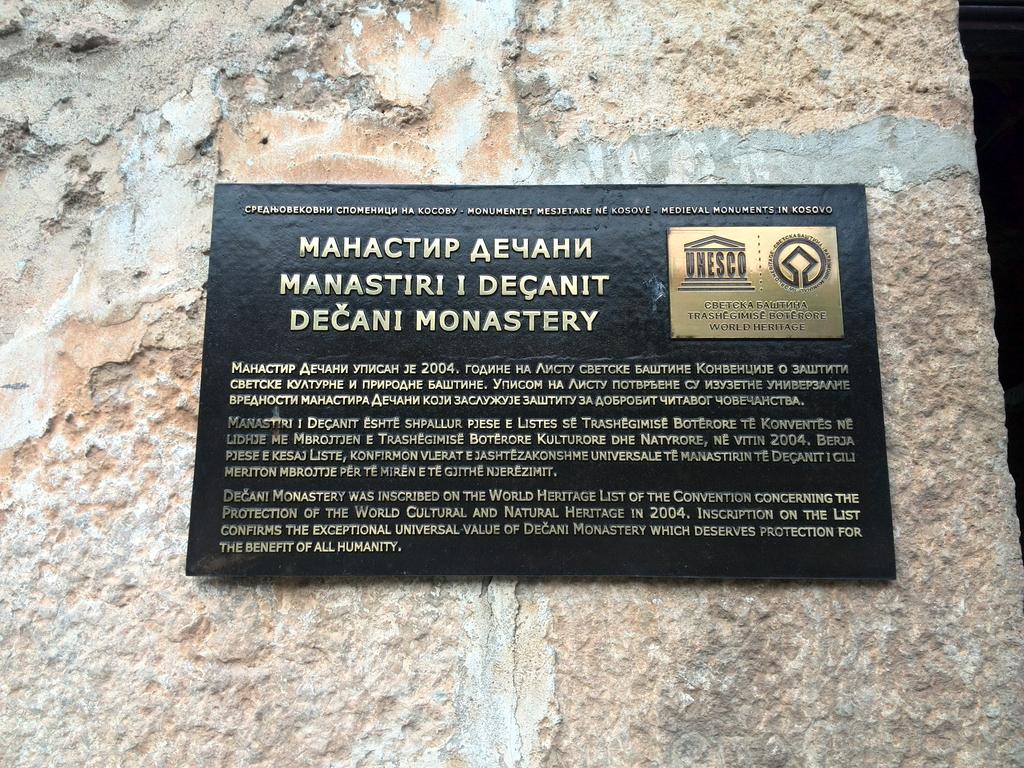 СРЕДЊОВЕКОВНИ СПОМЕНИЦИ НА КОСОВУ - MONUMENTET MESJETARE NË KOSOVË - MEDIEVAL MONUMENTS IN KOSOVO
МАНАСТИР ДЕЧАНИ
MANASTIRI I DEÇANIT
DEČANI MONASTERY
UNESCO
СВЕТСКА БАШТИНА
TRASHËGIMISË BOTËRORE
WORLD HERITAGE
МАНАСТИР ДЕЧАНИ УПИСАН ЈЕ 2004. ГОДИНЕ НА ЛИСТУ СВЕТСКЕ БАШТИНЕ КОНВЕНЦИЈЕ О ЗАШТИТИ
СВЕТСКЕ КУЛТУРНЕ И ПРИРОДНЕ БАШТИНЕ. УПИСОМ НА ЛИСТУ ПОТВРЂЕНЕ СУ ИЗУЗЕТНЕ УНИВЕРЗАЛНЕ
ВРЕДНОСТИ МАНАСТИРА ДЕЧАНИ КОЈИ ЗАСЛУЖУЈЕ ЗАШТИТУ ЗА ДОБРОБИТ ЧИТАВОГ ЧОВЕЧАНСТВА.
MANASTIRI I DEÇANIT ËSHTË SHPALLUR PJESE E LISTES SË TRASHËGIMISË BOTËRORE TË KONVENTËS NË
LIDHJE ME MBROJTJEN E TRASHËGIMISË BOTËRORE KULTURORE DHE NATYRORE, NË VITIN 2004. BERJA
PJESE E KESAJ LISTE, KONFIRMON VLERAT E JASHTËZAKONSHME UNIVERSALE TË MANASTIRIN TË DEÇANIT I CILI
MERITON MBROJTJE PËR TË MIRËN E TË GJITHË NJERËZIMIT.
DEČANI MONASTERY WAS INSCRIBED ON THE WORLD HERITAGE LIST OF THE CONVENTION CONCERNING THE
PROTECTION OF THE WORLD CULTURAL AND NATURAL HERITAGE IN 2004. INSCRIPTION ON THE LIST
CONFIRMS THE EXCEPTIONAL UNIVERSAL VALUE OF DEČANI MONASTERY WHICH DESERVES PROTECTION FOR
THE BENEFIT OF ALL HUMANITY.